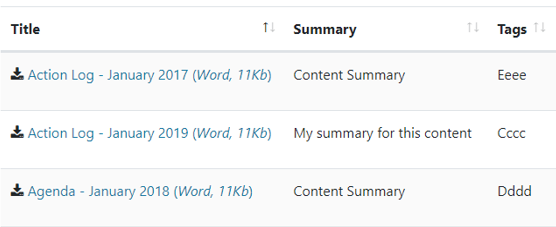 Title Summary Tags
Action Log - January 2017 (Word, 11Kb) Content Summary Eeee
Action Log - January 2019 (Word, 11Kb) My summary for this content Cccc
Agenda - January 2018 (Word, 11Kb) Content Summary Dddd